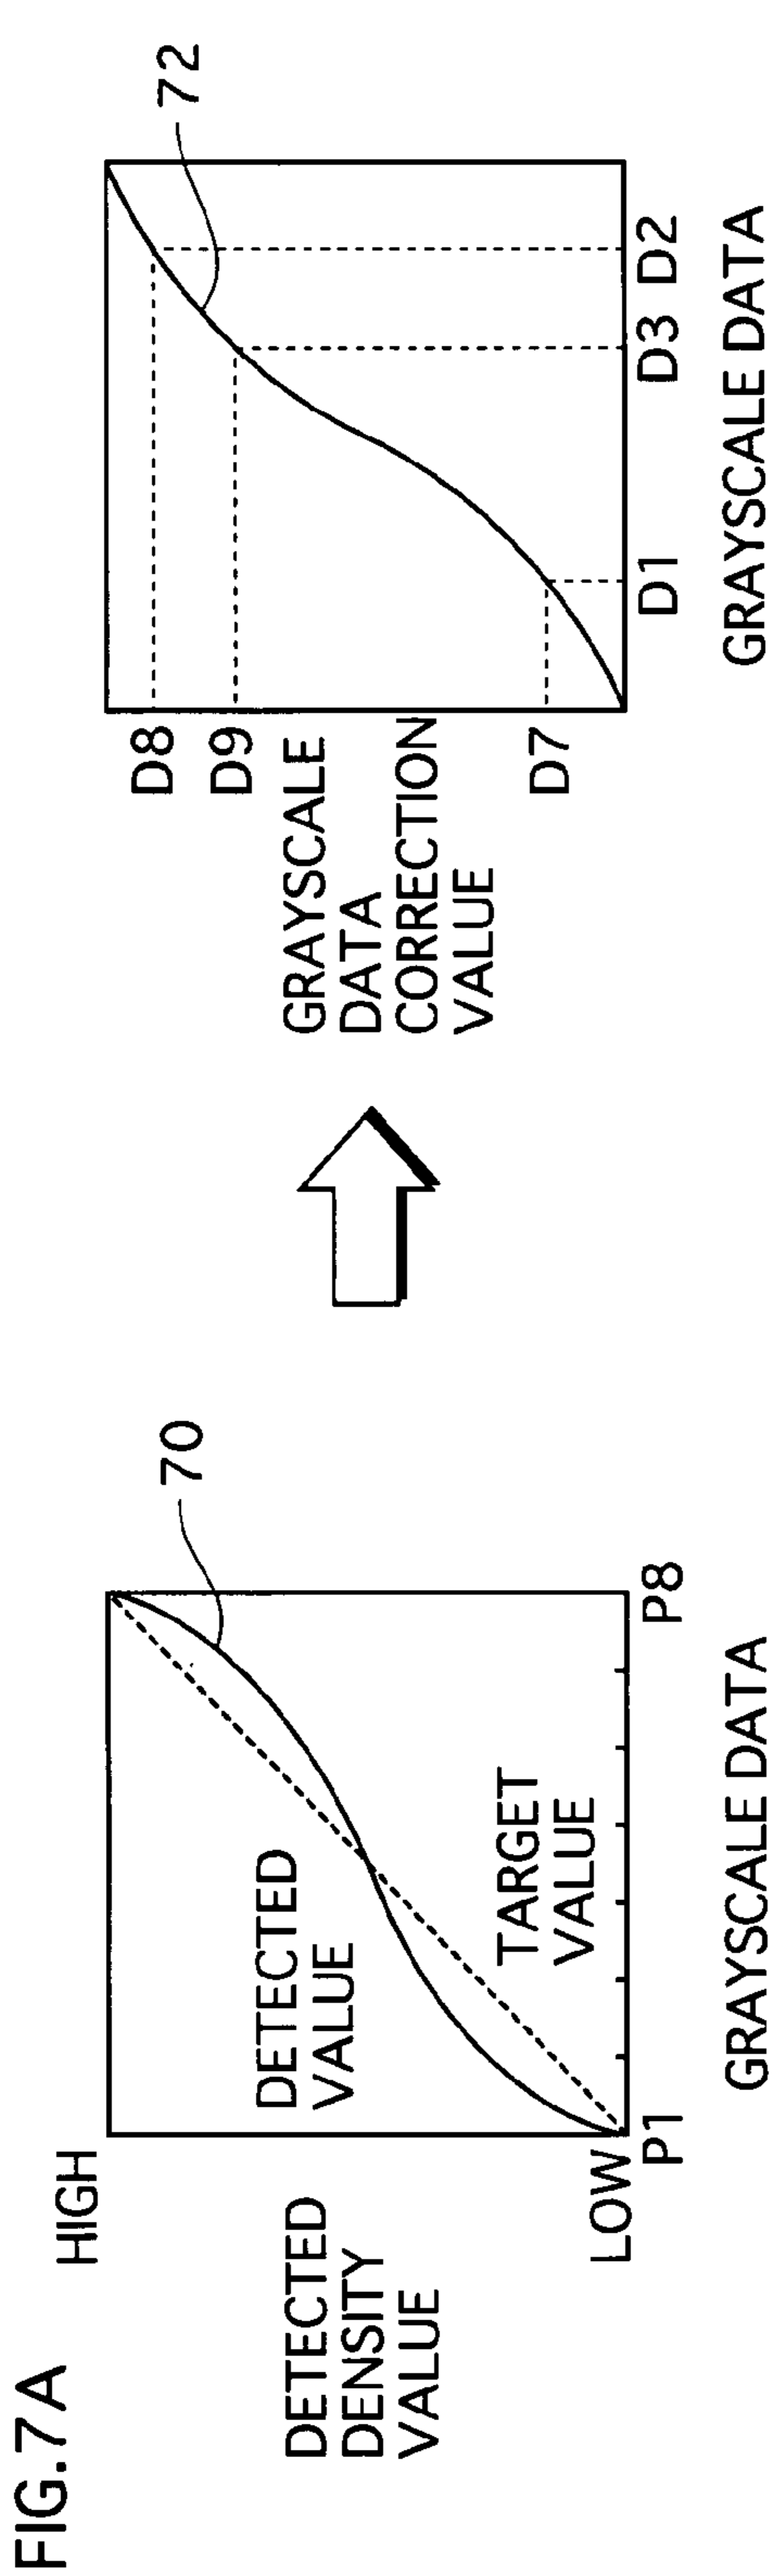 FIG.7A
DETECTED
DENSITY
VALUE
HIGH
LOW
DETECTED
VALUE
TARGET
VALUE
70
P1
P8
GRAYSCALE DATA
GRAYSCALE
DATA
CORRECTION
VALUE
D8
D9
D7
72
D1
D3
D2
GRAYSCALE DATA